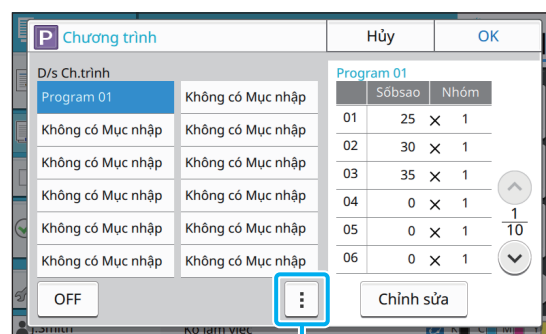 P Chương trình
Hủy
OK
D/s Ch.trình
Program 01
Không có Mục nhập
Không có Mục nhập
Không có Mục nhập
Không có Mục nhập
Không có Mục nhập
Không có Mục nhập
Không có Mục nhập
Không có Mục nhập
Không có Mục nhập
Không có Mục nhập
Không có Mục nhập
OFF
Program 01
Sốbsao Nhóm
01 25 × 1
02 30 × 1
03 35 × 1
04 0 × 1
05 0 × 1
06 0 × 1
1
10
Chỉnh sửa
J.Smith